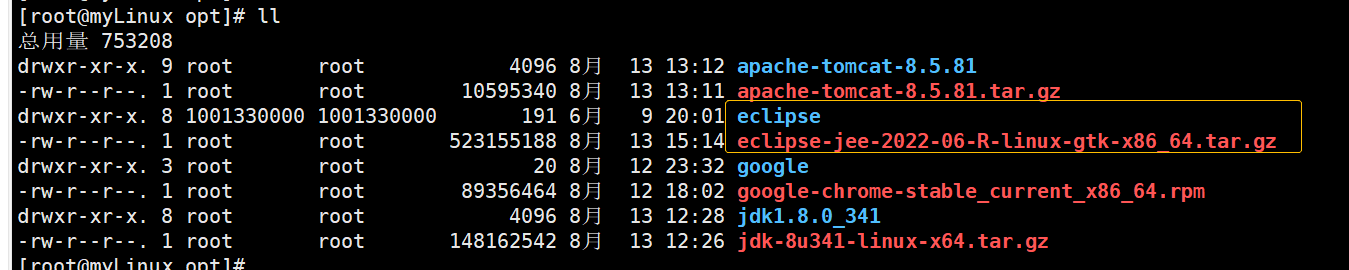 [root@myLinux opt]# ll
总用量 753208
drwxr-xr-x. 9 root       root            4096 8月  13 13:12 apache-tomcat-8.5.81
-rw-r--r--. 1 root       root        10595340 8月  13 13:11 apache-tomcat-8.5.81.tar.gz
drwxr-xr-x. 8 1001330000 1001330000       191 6月   9 20:01 eclipse
-rw-r--r--. 1 root       root       523155188 8月  13 15:14 eclipse-jee-2022-06-R-linux-gtk-x86_64.tar.gz
drwxr-xr-x. 3 root       root              20 8月  12 23:32 google
-rw-r--r--. 1 root       root        89356464 8月  12 18:02 google-chrome-stable_current_x86_64.rpm
drwxr-xr-x. 8 root       root            4096 8月  13 12:28 jdk1.8.0_341
-rw-r--r--. 1 root       root       148162542 8月  13 12:26 jdk-8u341-linux-x64.tar.gz
[root@myLinux opt]#